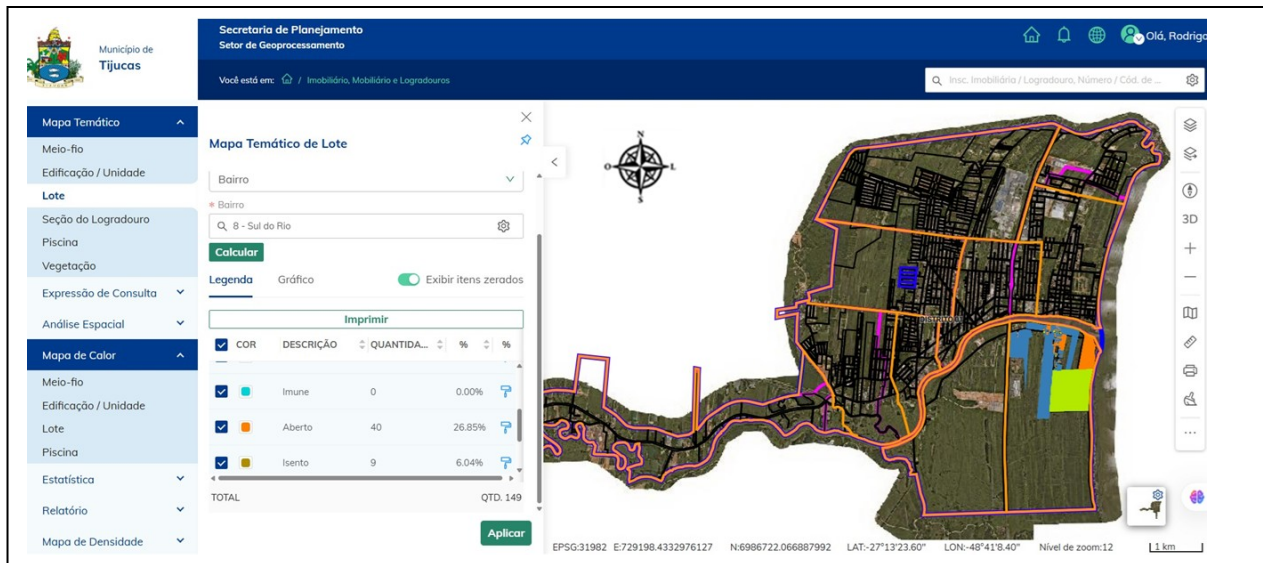 Município de
Tijucas
Secretaria de Planejamento
Setor de Geoprocessamento
Olá, Rodrigo
Você está em: / Imobiliário, Mobiliário e Logradouros
Insc. Imobiliária / Logradouro, Número / Cód. de ...
Mapa Temático
Meio-fio
Edificação / Unidade
Lote
Seção do Logradouro
Piscina
Vegetação
Expressão de Consulta
Análise Espacial
Mapa de Calor
Meio-fio
Edificação / Unidade
Lote
Piscina
Estatística
Relatório
Mapa de Densidade
Mapa Temático de Lote
Bairro
* Bairro
8 - Sul do Rio
Calcular
Legenda Gráfico Exibir itens zerados
Imprimir
COR DESCRIÇÃO QUANTIDA... % %
Imune 0 0.00%
Aberto 40 26.85%
Isento 9 6.04%
TOTAL QTD. 149
Aplicar
N
O L
S
3D
EPSG:31982 E:729198.4332976127 N:6986722.066887992 LAT:-27°13'23.60" LON:-48°41'8.40" Nível de zoom:12 1 km